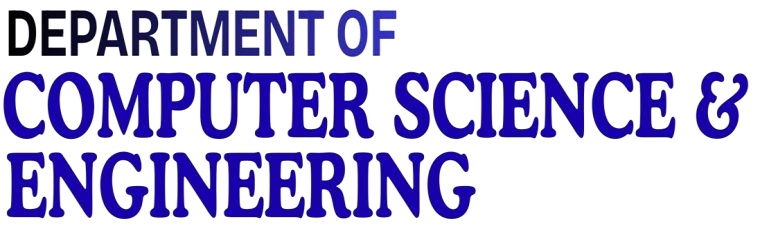 DEPARTMENT OF
COMPUTER SCIENCE &
ENGINEERING